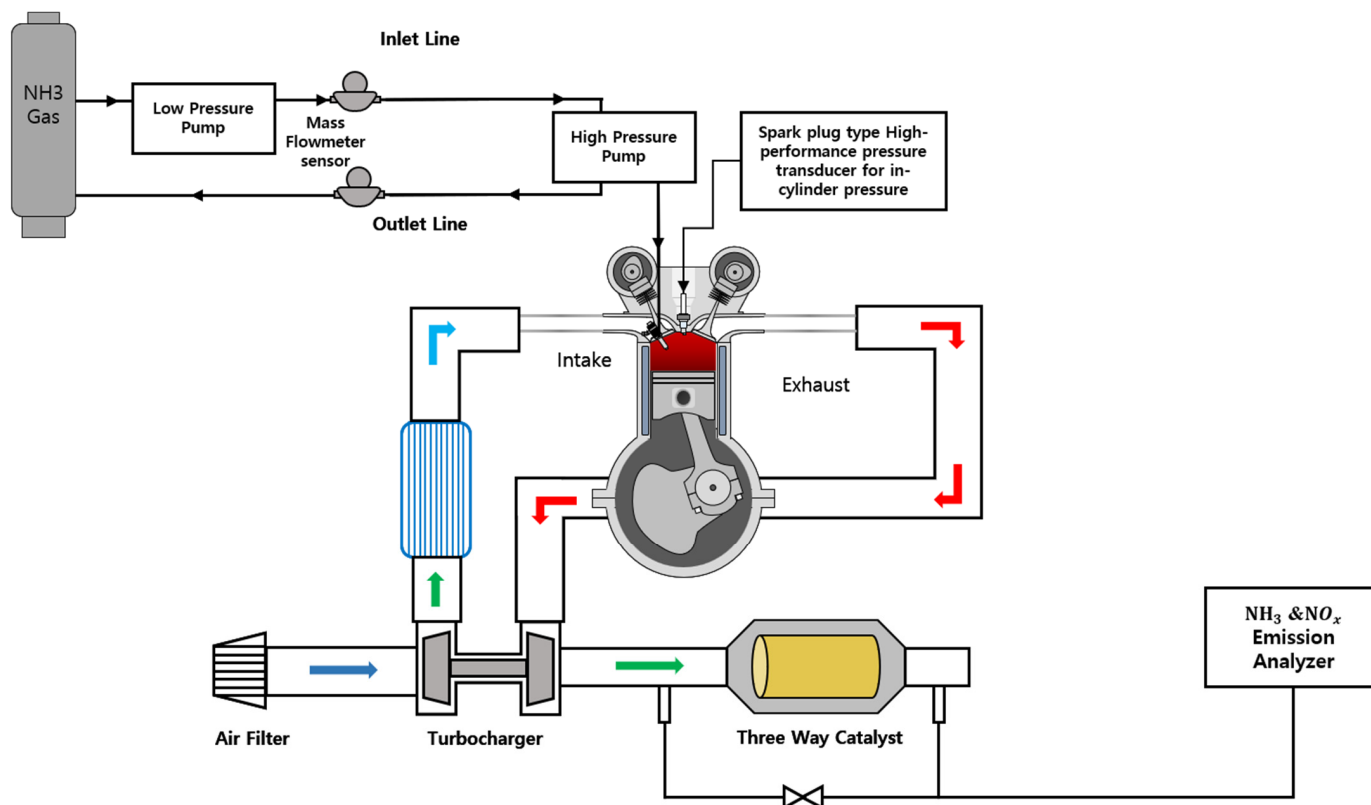 Inlet Line
NH3
Gas
Low Pressure
Pump
Mass
Flowmeter
sensor
High Pressure
Pump
Spark plug type High-
performance pressure
transducer for in-
cylinder pressure
Outlet Line
Intake
Exhaust
NH₃ &NOₓ
Emission
Analyzer
Air Filter
Turbocharger
Three Way Catalyst